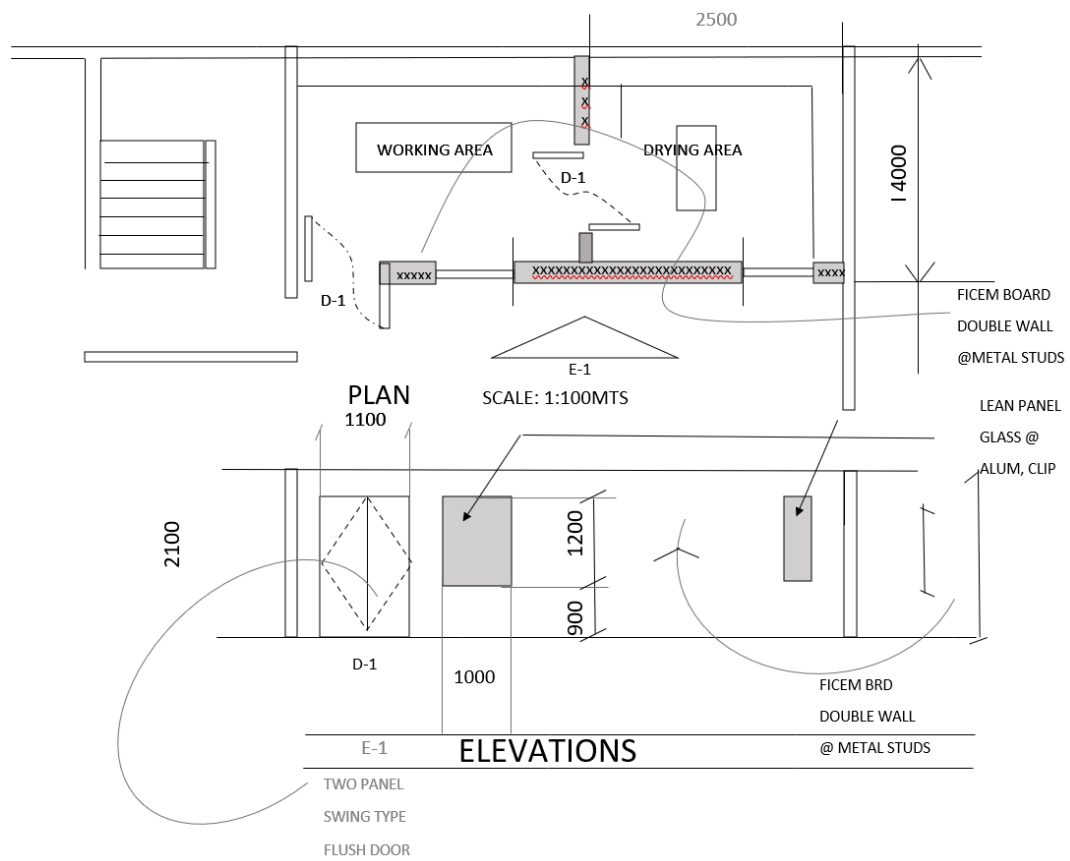 2500
X
X
X
WORKING AREA
DRYING AREA
D-1
I 4000
XXXXX
XXXXXXXXXXXXXXXXXXXXXXXXXX
XXXX
D-1
FICEM BOARD
DOUBLE WALL
@METAL STUDS
E-1
PLAN
SCALE: 1:100MTS
1100
LEAN PANEL
GLASS @
ALUM, CLIP
2100
1200
900
D-1
1000
FICEM BRD
DOUBLE WALL
@ METAL STUDS
E-1
ELEVATIONS
TWO PANEL
SWING TYPE
FLUSH DOOR